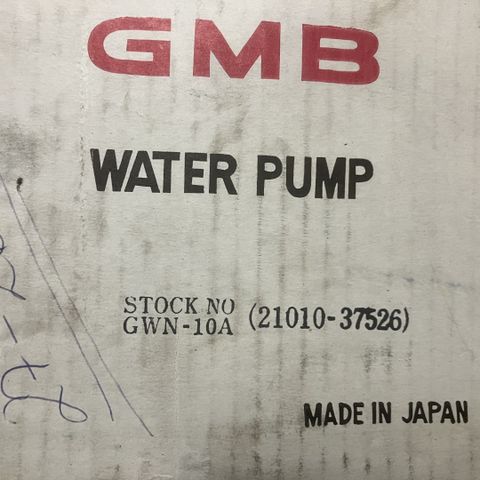 GMB
WATER PUMP
STOCK NO
GWN-10A (21010-37526)
MADE IN JAPAN